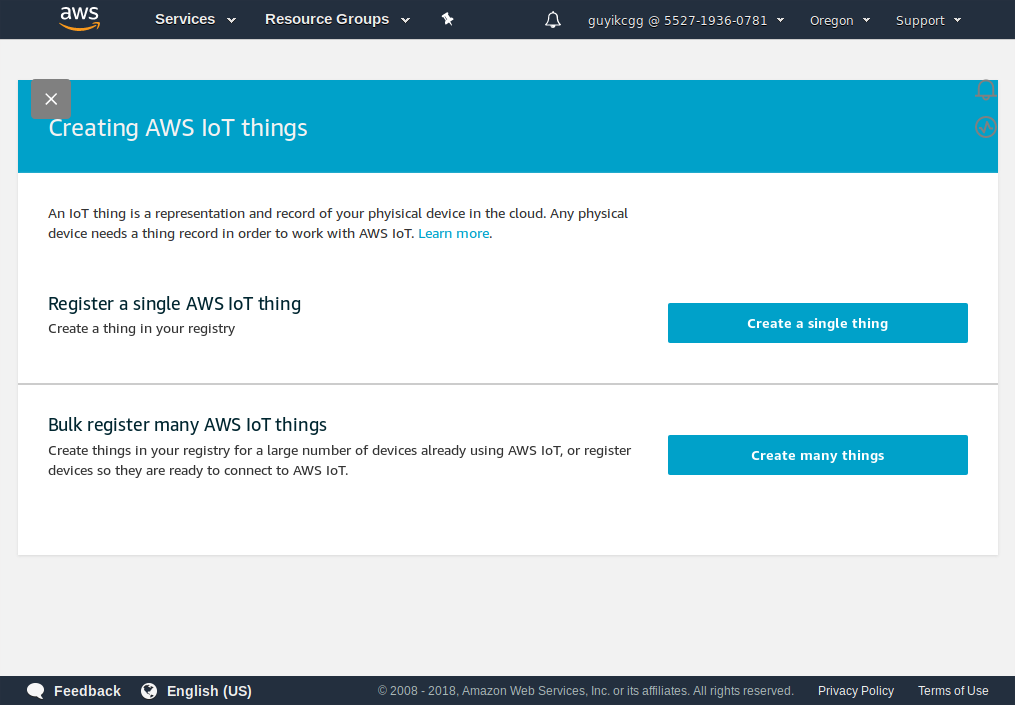 aws Services Resource Groups guyikcgg @ 5527-1936-0781 Oregon Support
Creating AWS IoT things
An IoT thing is a representation and record of your phyisical device in the cloud. Any physical
device needs a thing record in order to work with AWS IoT. Learn more.
Register a single AWS IoT thing
Create a thing in your registry
Create a single thing
Bulk register many AWS IoT things
Create things in your registry for a large number of devices already using AWS IoT, or register
devices so they are ready to connect to AWS IoT.
Create many things
Feedback English (US) © 2008 - 2018, Amazon Web Services, Inc. or its affiliates. All rights reserved. Privacy Policy Terms of Use